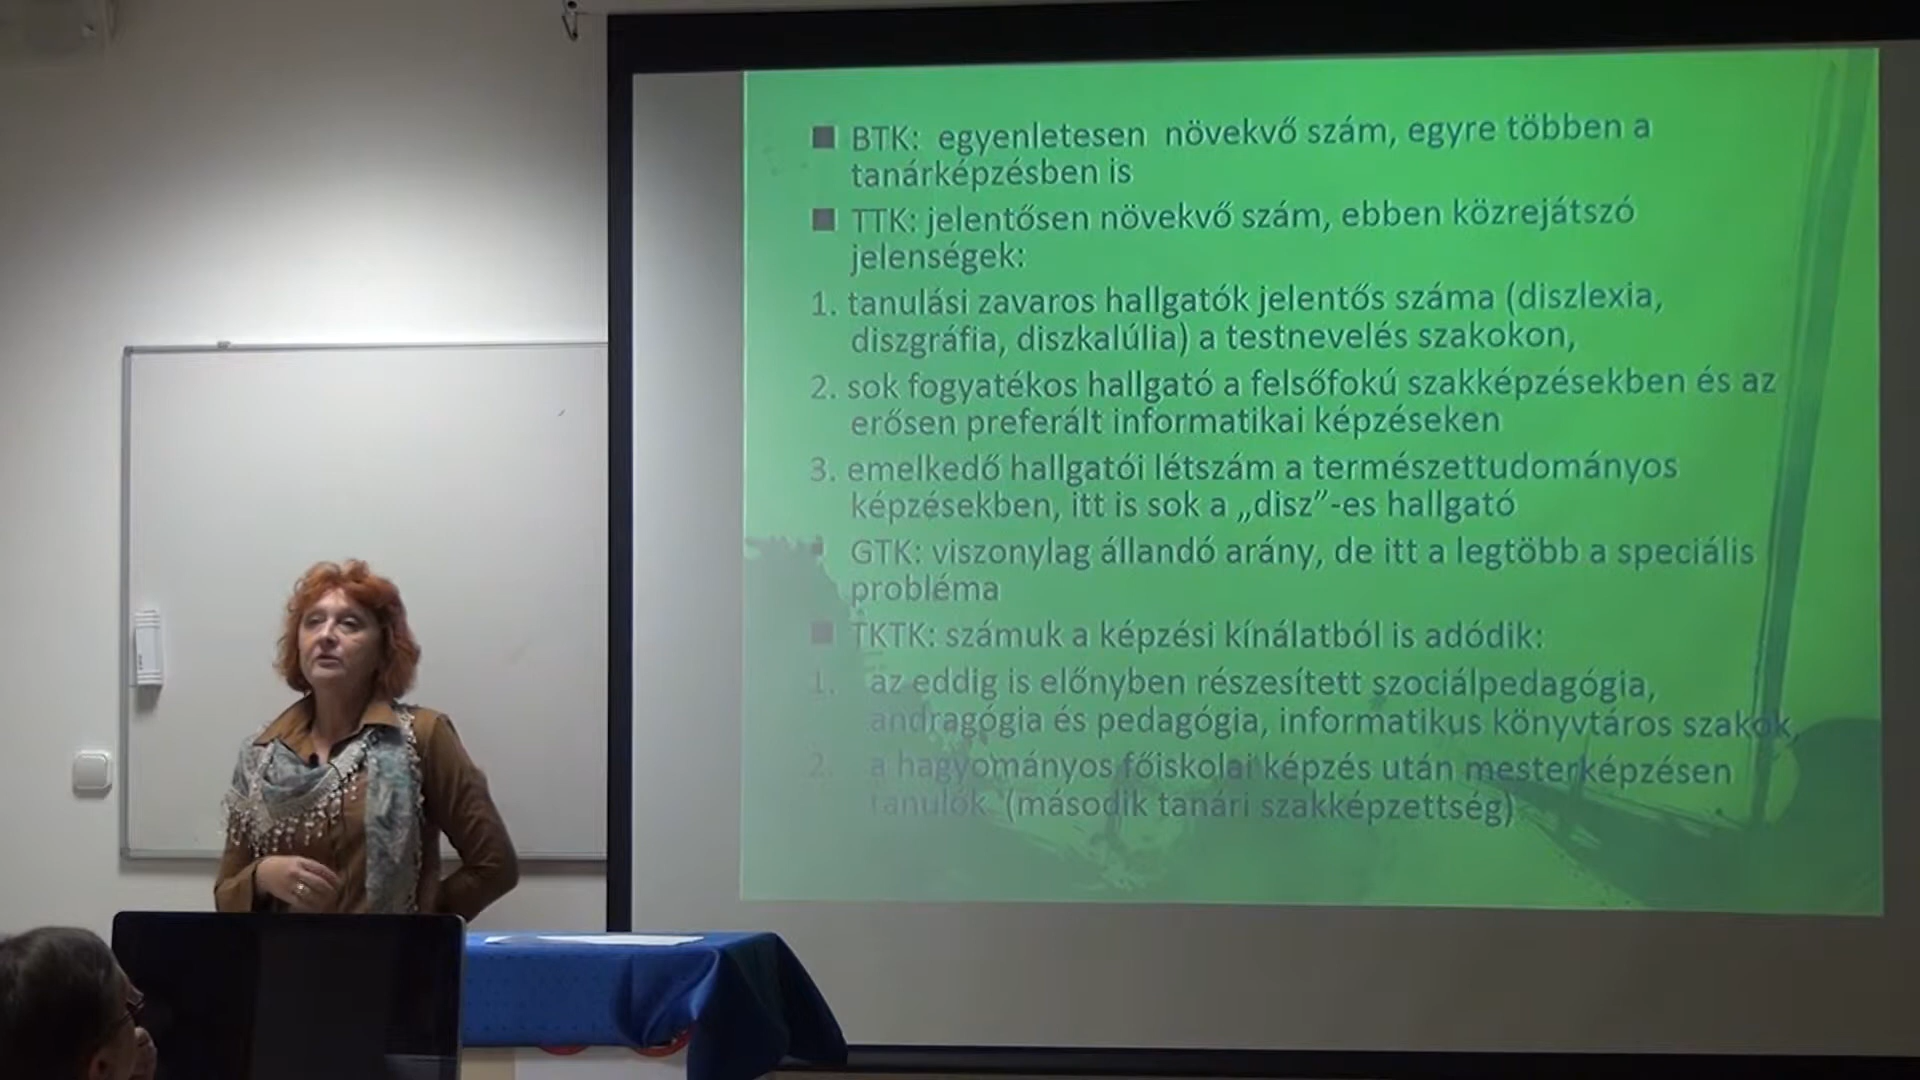 ■ BTK: egyenletesen növekvő szám, egyre többen a
tanárképzésben is
■ TTK: jelentősen növekvő szám, ebben közrejátszó
jelenségek:
1. tanulási zavaros hallgatók jelentős száma (diszlexia,
diszgráfia, diszkalúlia) a testnevelés szakokon,
2. sok fogyatékos hallgató a felsőfokú szakképzésekben és az
erősen preferált informatikai képzéseken
3. emelkedő hallgatói létszám a természettudományos
képzésekben, itt is sok a „disz”-es hallgató
▪ GTK: viszonylag állandó arány, de itt a legtöbb a speciális
probléma
■ TKTK: számuk a képzési kínálatból is adódik:
1. az eddig is előnyben részesített szociálpedagógia,
andragógia és pedagógia, informatikus könyvtáros szakok,
2. a hagyományos főiskolai képzés után mesterképzésen
tanulók (második tanári szakképzettség)